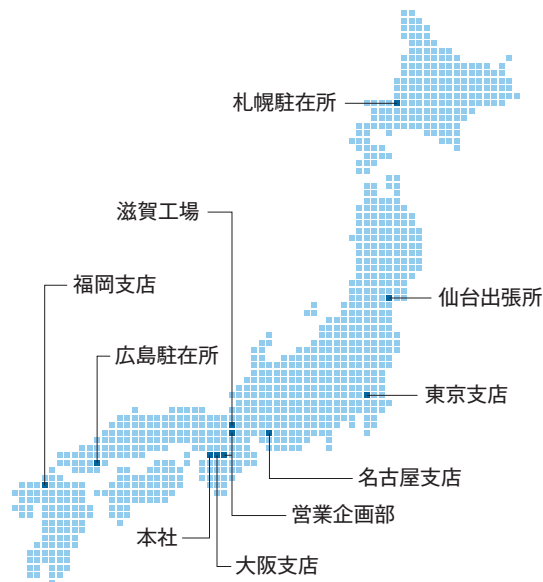 札幌駐在所
滋賀工場
福岡支店
仙台出張所
広島駐在所
東京支店
名古屋支店
営業企画部
本社
大阪支店